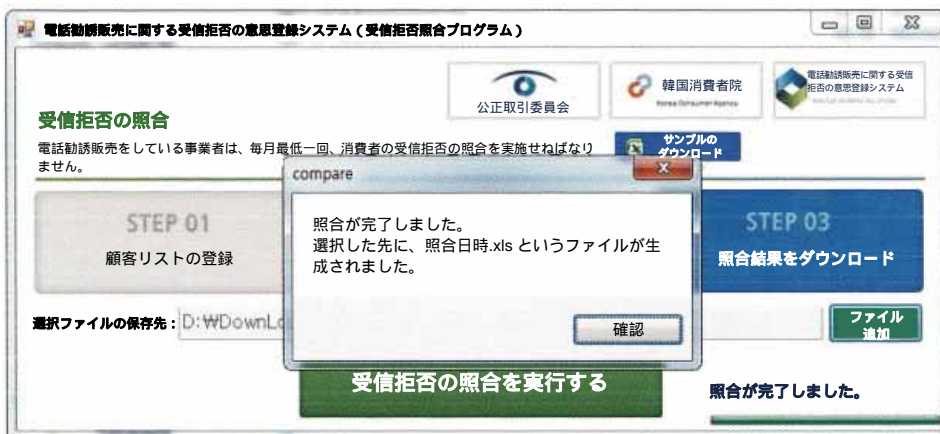 電話勧誘販売に関する受信拒否の意思登録システム(受信拒否照合プログラム)
公正取引委員会
韓国消費者院
Korea Consumer Agency
電話勧誘販売に関する受信
拒否の意思登録システム
受信拒否の照合
電話勧誘販売をしている事業者は、毎月最低一回、消費者の受信拒否の照合を実施せねばなり
ません。
サンプルの
ダウンロード
compare
照合が完了しました。
選択した先に、照合日時.xls というファイルが生
成されました。
確認
STEP 01
顧客リストの登録
STEP 03
照合結果をダウンロード
選択ファイルの保存先:
D:₩DownLo
ファイル
追加
受信拒否の照合を実行する
照合が完了しました。